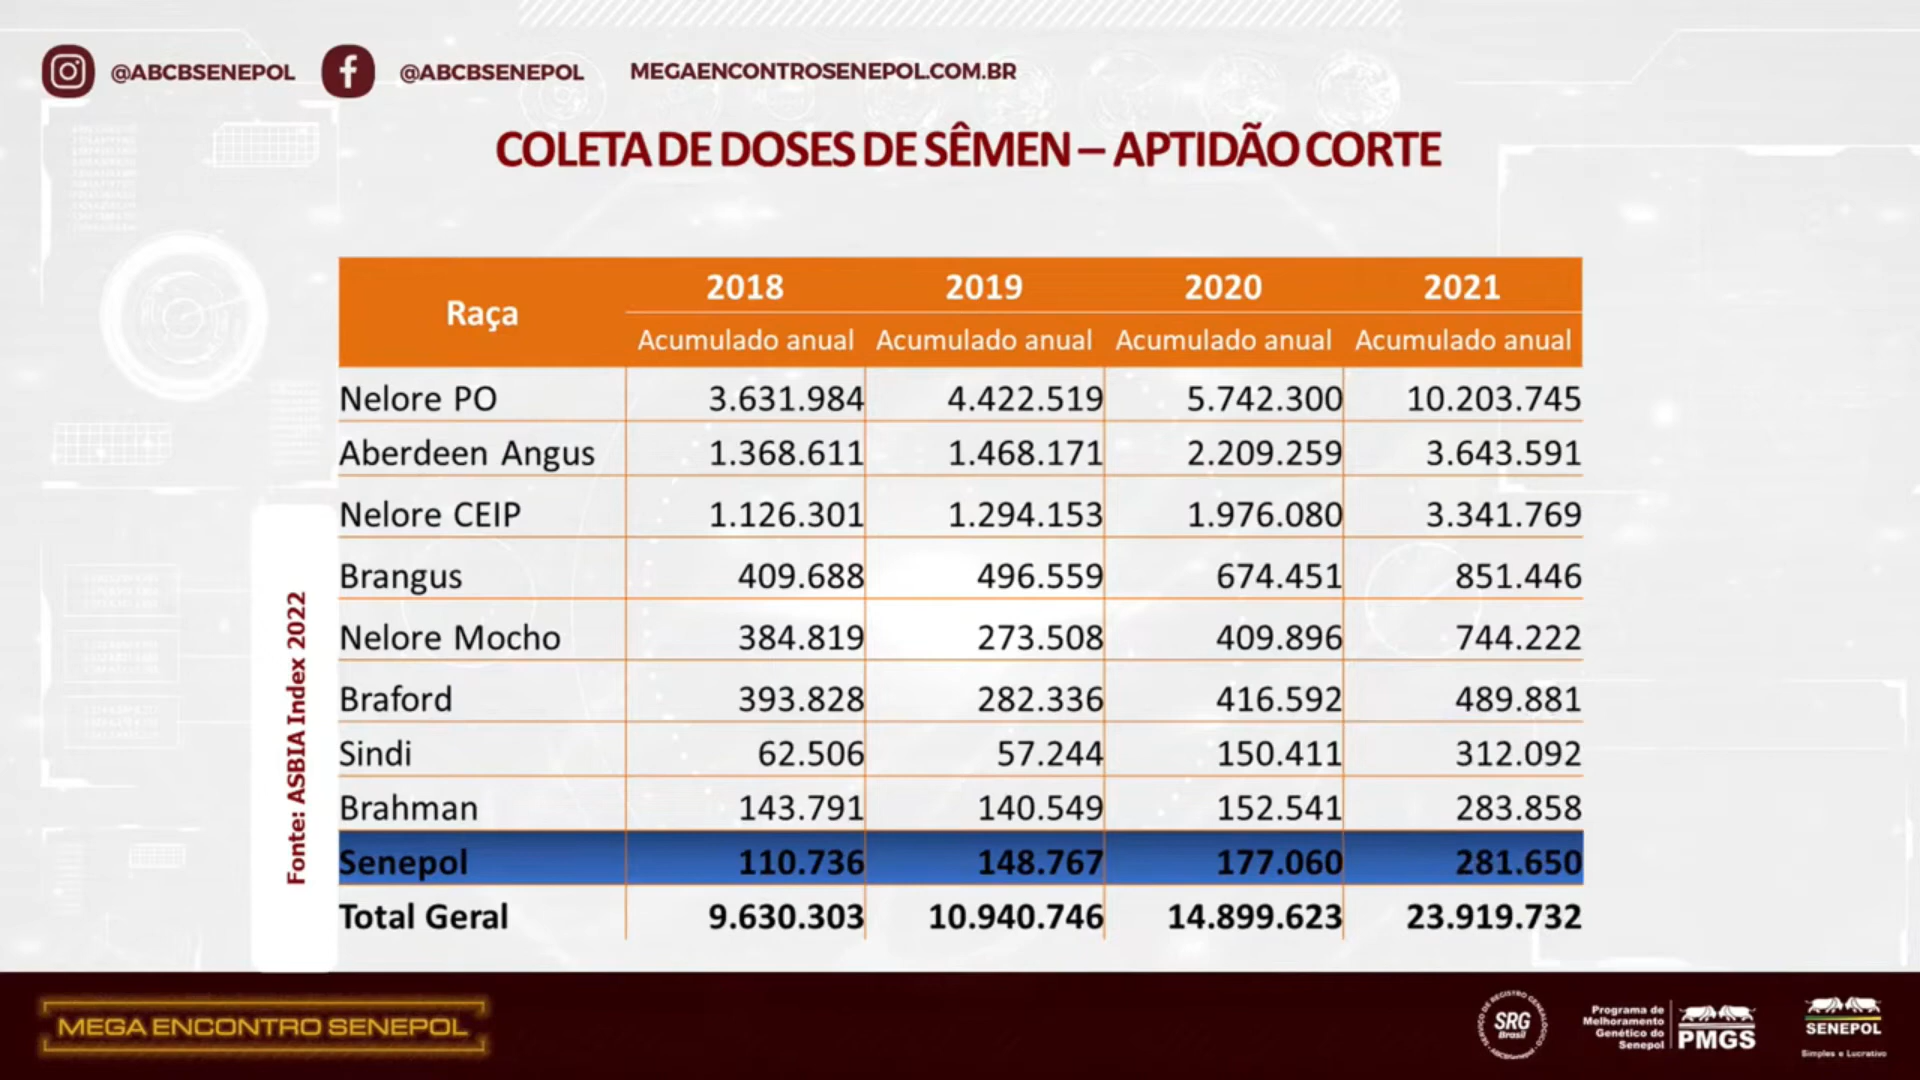 @ABCBSENEPOL @ABCBSENEPOL MEGAENCONTROSENEPOL.COM.BR
COLETA DE DOSES DE SÊMEN – APTIDÃO CORTE
Raça 2018 2019 2020 2021
Acumulado anual Acumulado anual Acumulado anual Acumulado anual
Nelore PO 3.631.984 4.422.519 5.742.300 10.203.745
Aberdeen Angus 1.368.611 1.468.171 2.209.259 3.643.591
Nelore CEIP 1.126.301 1.294.153 1.976.080 3.341.769
Brangus 409.688 496.559 674.451 851.446
Nelore Mocho 384.819 273.508 409.896 744.222
Braford 393.828 282.336 416.592 489.881
Sindi 62.506 57.244 150.411 312.092
Brahman 143.791 140.549 152.541 283.858
Senepol 110.736 148.767 177.060 281.650
Total Geral 9.630.303 10.940.746 14.899.623 23.919.732
Fonte: ASBIA Index 2022
MEGA ENCONTRO SENEPOL
SERVIÇO DE REGISTRO GENEALÓGICO
SRG
Brasil
ABCBSenepol
Programa de
Melhoramento
Genético do
Senepol
PMGS
SENEPOL
Simples e Lucrativo